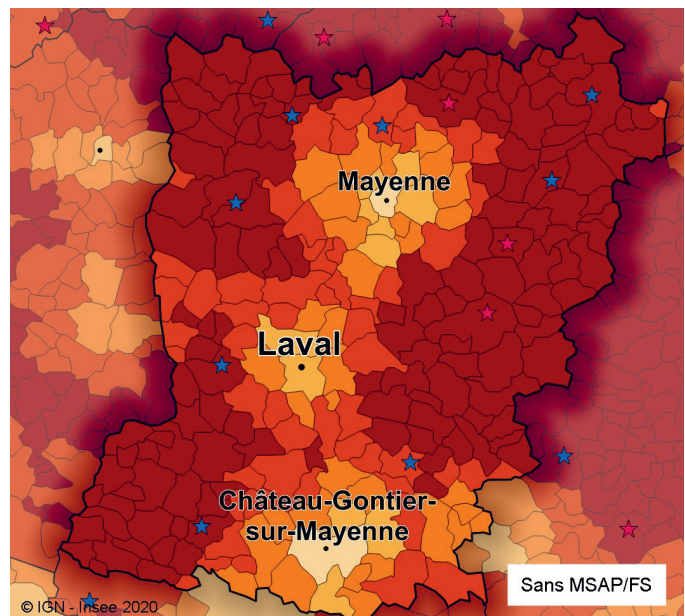 Mayenne
Laval
Château-Gontier-
sur-Mayenne
Sans MSAP/FS
© IGN - Insee 2020